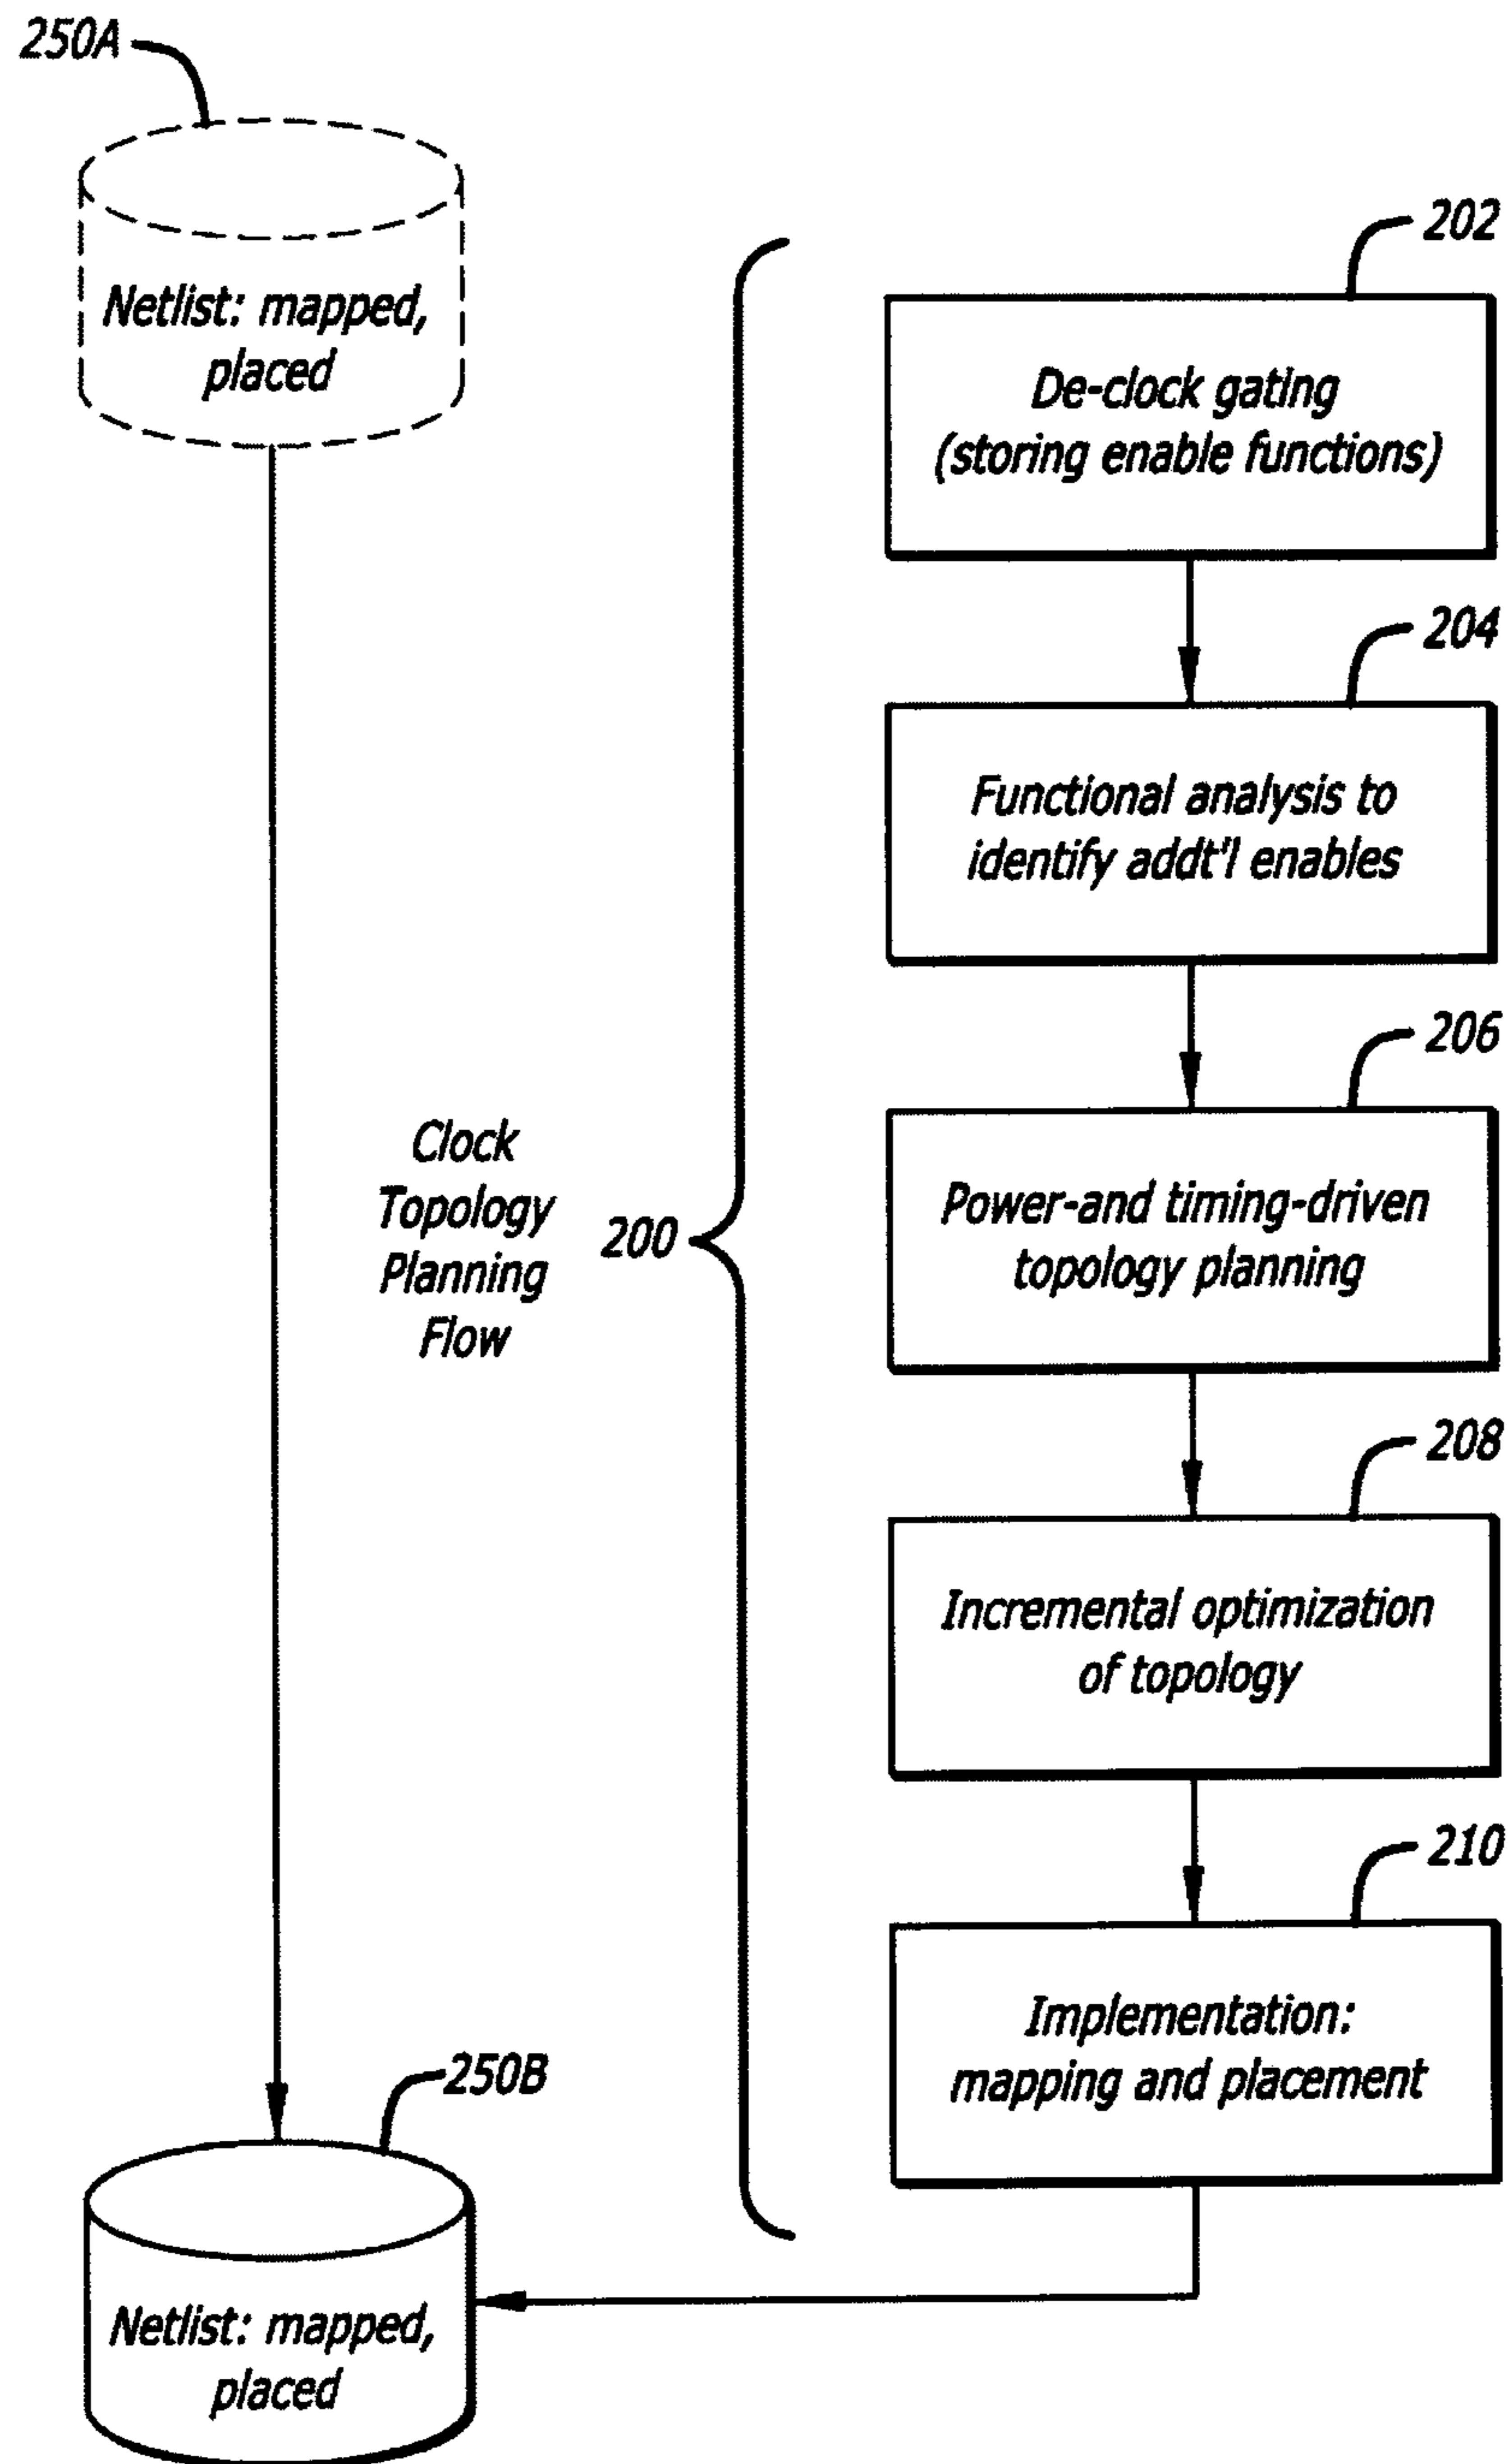 250A
Netlist: mapped,
placed
202
De-clock gating
(storing enable functions)
204
Functional analysis to
identify addt'l enables
206
Clock
Topology
Planning
Flow
200
Power-and timing-driven
topology planning
208
Incremental optimization
of topology
210
Implementation:
mapping and placement
250B
Netlist: mapped,
placed